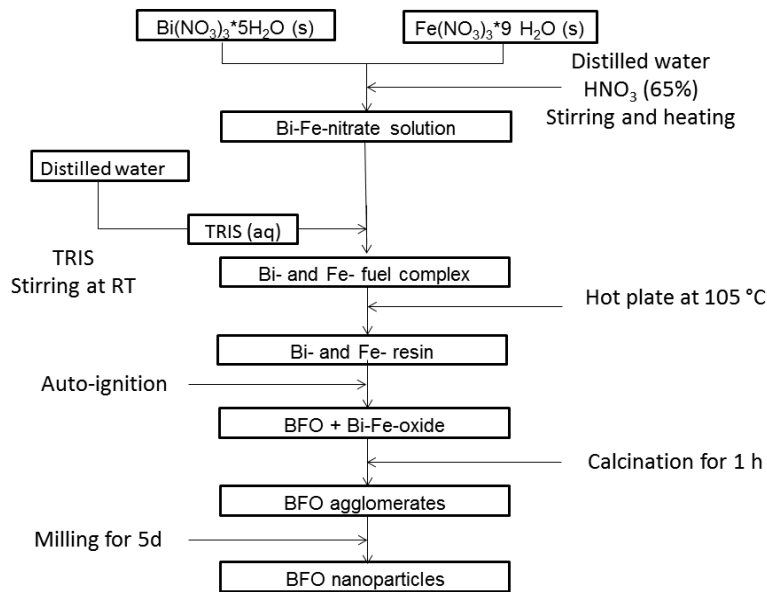 Bi(NO₃)₃*5H₂O (s)
Fe(NO₃)₃*9 H₂O (s)
Distilled water
HNO₃ (65%)
Stirring and heating
Bi-Fe-nitrate solution
Distilled water
TRIS (aq)
TRIS
Stirring at RT
Bi- and Fe- fuel complex
Hot plate at 105 °C
Bi- and Fe- resin
Auto-ignition
BFO + Bi-Fe-oxide
Calcination for 1 h
BFO agglomerates
Milling for 5d
BFO nanoparticles